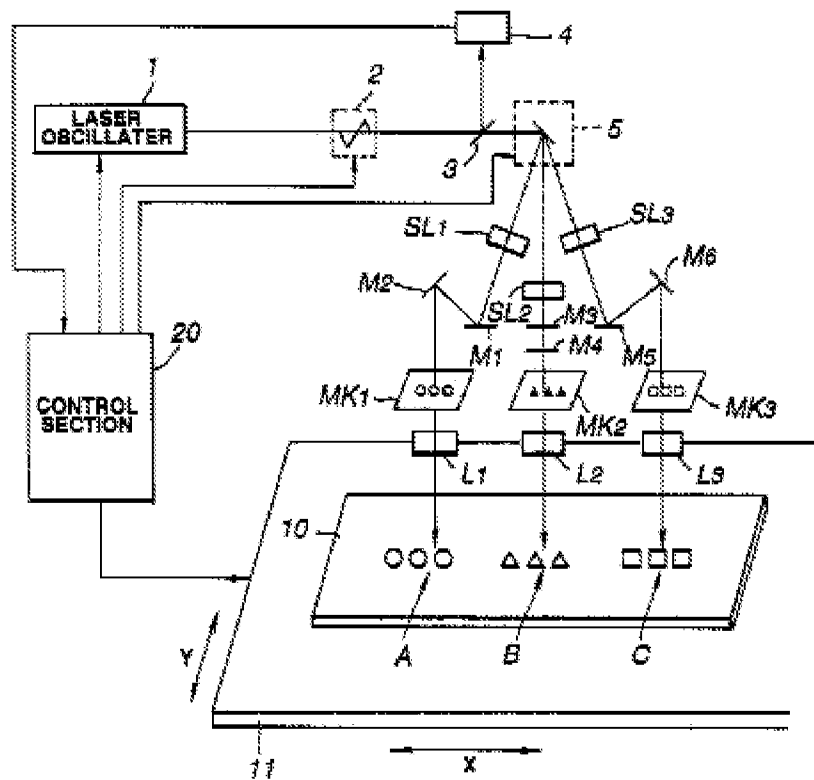 4
1
2
LASER
OSCILLATER
3
5
SL1
SL3
M2
M6
SL2
M3
M1
M4
M5
20
MK1
MK2
MK3
CONTROL
SECTION
L1
L2
L3
10
A
B
C
Y
11
X